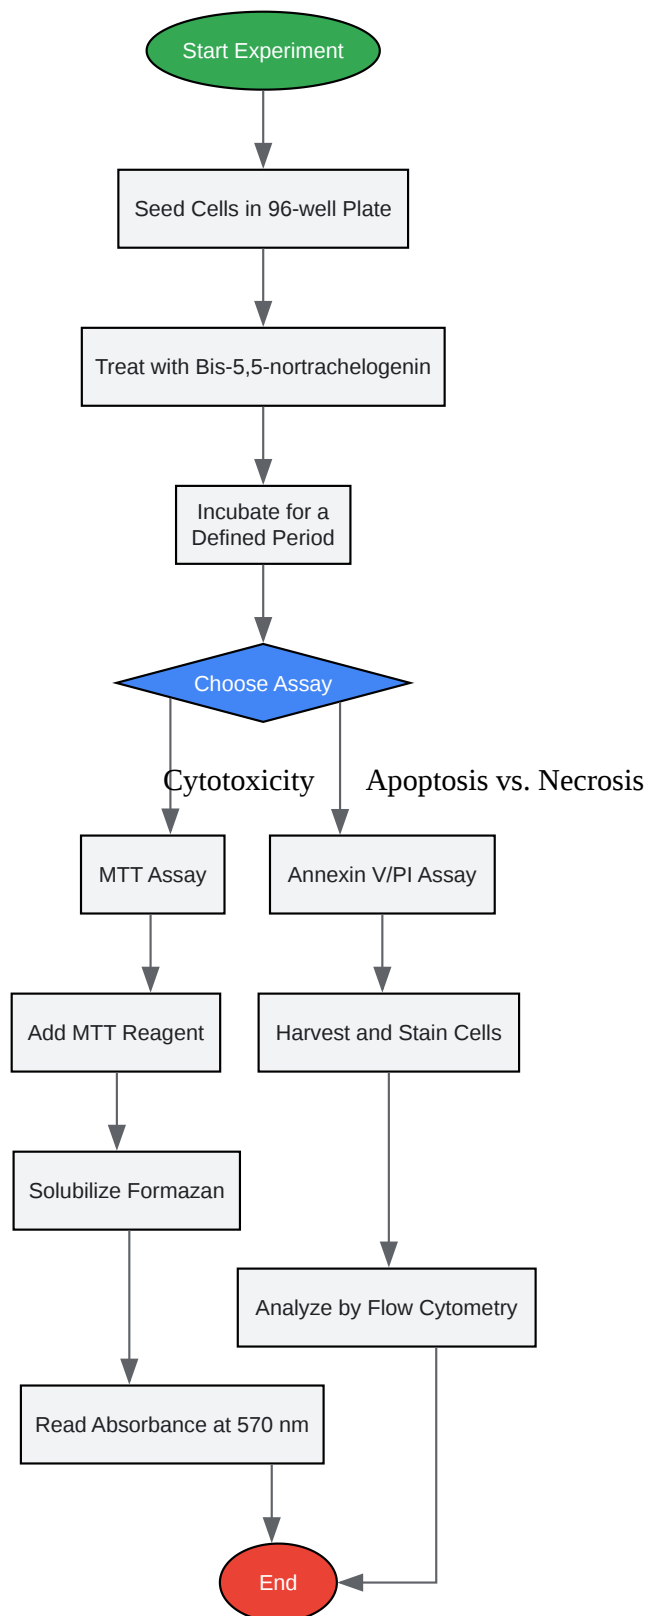 Start Experiment
Seed Cells in 96-well Plate
Treat with Bis-5,5-nortrachelogenin
Incubate for a
Defined Period
Choose Assay
Cytotoxicity
Apoptosis vs. Necrosis
MTT Assay
Annexin V/PI Assay
Add MTT Reagent
Harvest and Stain Cells
Solubilize Formazan
Analyze by Flow Cytometry
Read Absorbance at 570 nm
End